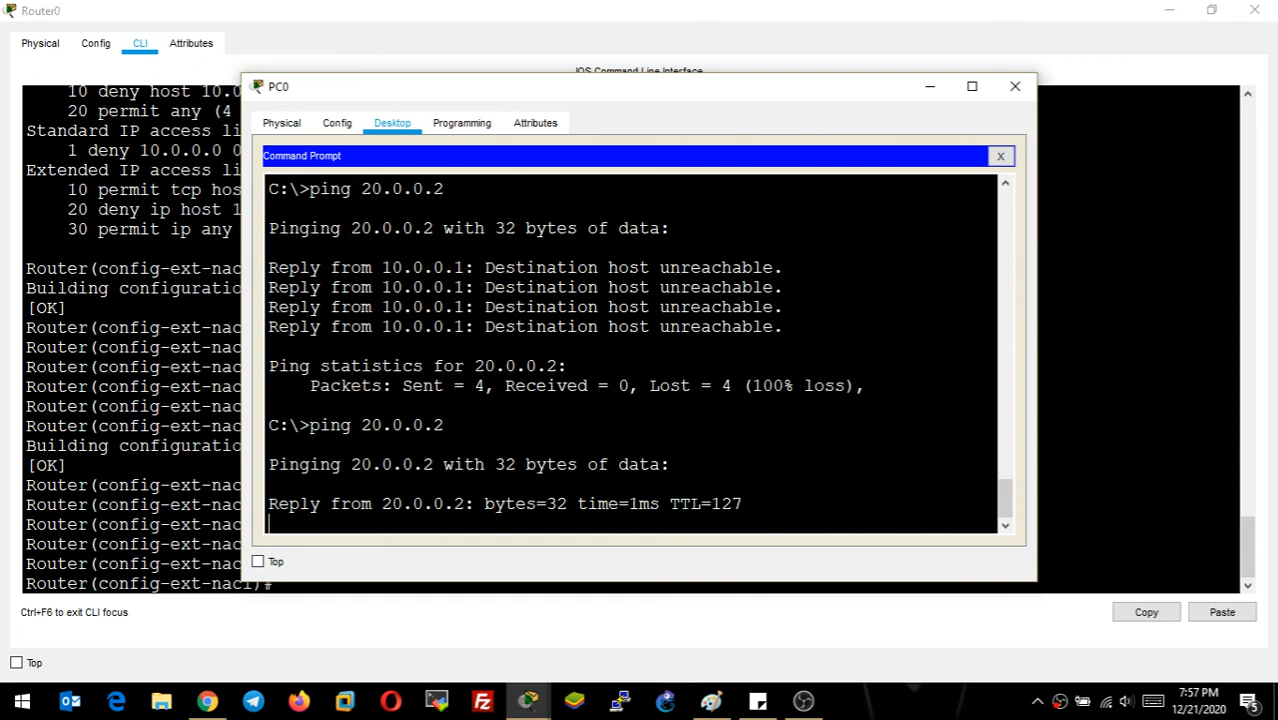 Router0
Physical Config CLI Attributes
IOS Command Line Interface
10 deny host 10.0
20 permit any (4
Standard IP access li
1 deny 10.0.0.0 0
Extended IP access li
10 permit tcp hos
20 deny ip host 1
30 permit ip any
Router(config-ext-nac
Building configuratio
[OK]
Router(config-ext-nac
Router(config-ext-nac
Router(config-ext-nac
Router(config-ext-nac
Router(config-ext-nac
Router(config-ext-nac
Building configuratio
[OK]
Router(config-ext-nac
Router(config-ext-nac
Router(config-ext-nac
Router(config-ext-nac
Router(config-ext-nac
Router(config-ext-nacl)#
PC0
Physical Config Desktop Programming Attributes
Command Prompt X
C:\>ping 20.0.0.2
Pinging 20.0.0.2 with 32 bytes of data:
Reply from 10.0.0.1: Destination host unreachable.
Reply from 10.0.0.1: Destination host unreachable.
Reply from 10.0.0.1: Destination host unreachable.
Reply from 10.0.0.1: Destination host unreachable.
Ping statistics for 20.0.0.2:
Packets: Sent = 4, Received = 0, Lost = 4 (100% loss),
C:\>ping 20.0.0.2
Pinging 20.0.0.2 with 32 bytes of data:
Reply from 20.0.0.2: bytes=32 time=1ms TTL=127
Top
Ctrl+F6 to exit CLI focus
Copy Paste
Top
7:57 PM
12/21/2020
5